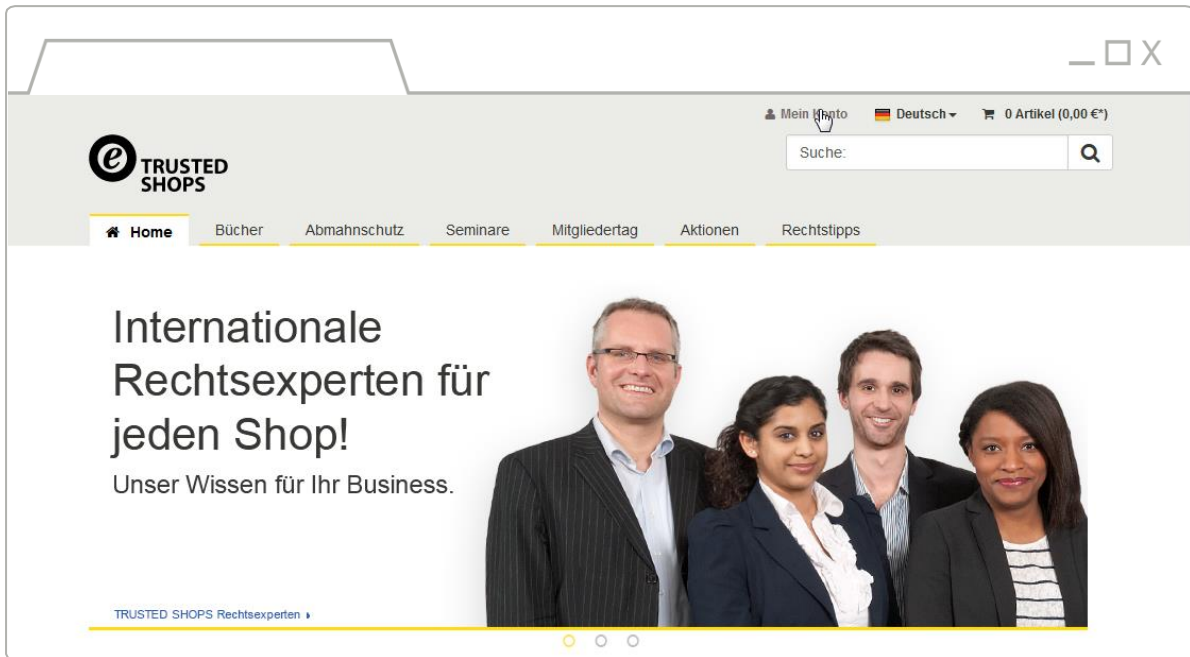 Mein Konto
Deutsch
0 Artikel (0,00 €*)
e TRUSTED
SHOPS
Suche:
Home
Bücher
Abmahnschutz
Seminare
Mitgliedertag
Aktionen
Rechtstipps
Internationale
Rechtsexperten für
jeden Shop!
Unser Wissen für Ihr Business.
TRUSTED SHOPS Rechtsexperten